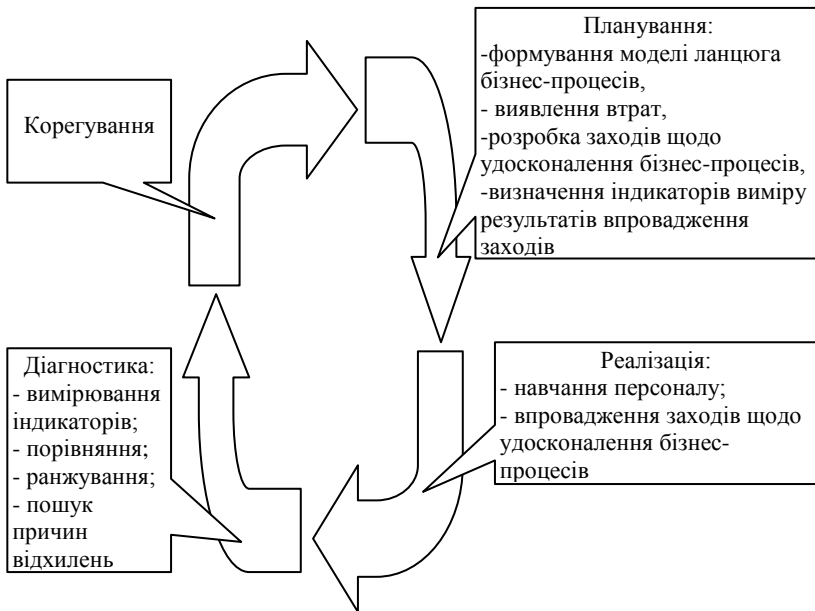 Корегування
Планування:
-формування моделі ланцюга
бізнес-процесів,
- виявлення втрат,
-розробка заходів щодо
удосконалення бізнес-процесів,
-визначення індикаторів виміру
результатів впровадження
заходів
Реалізація:
- навчання персоналу;
- впровадження заходів щодо
удосконалення бізнес-
процесів
Діагностика:
- вимірювання
індикаторів;
- порівняння;
- ранжування;
- пошук
причин
відхилень